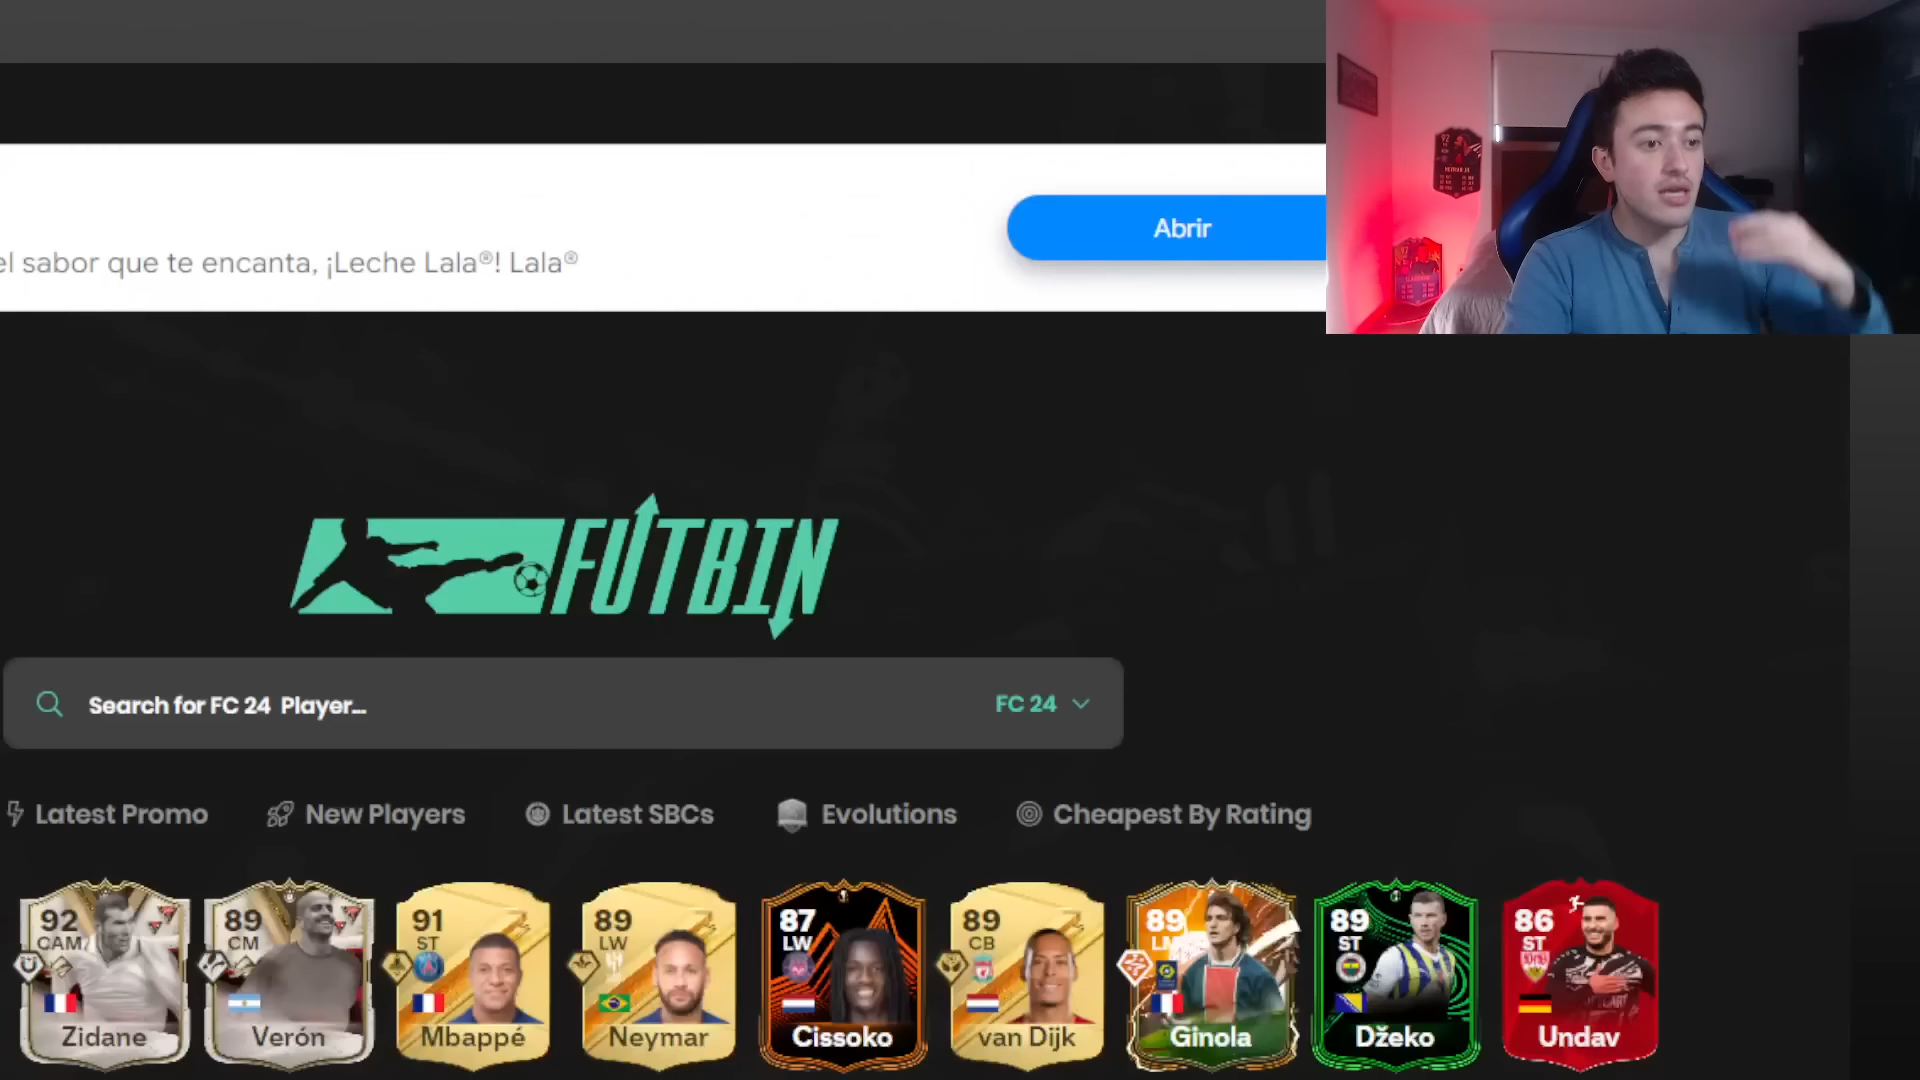 Abrir
el sabor que te encanta, ¡Leche Lala®! Lala®
FUTBIN
Search for FC 24 Player...
FC 24
Latest Promo
New Players
Latest SBCs
Evolutions
Cheapest By Rating
92
CAM
Zidane
89
CM
Verón
91
ST
Mbappé
89
LW
Neymar
87
LW
Cissoko
89
CB
van Dijk
89
LM
Ginola
89
ST
Džeko
86
ST
Undav